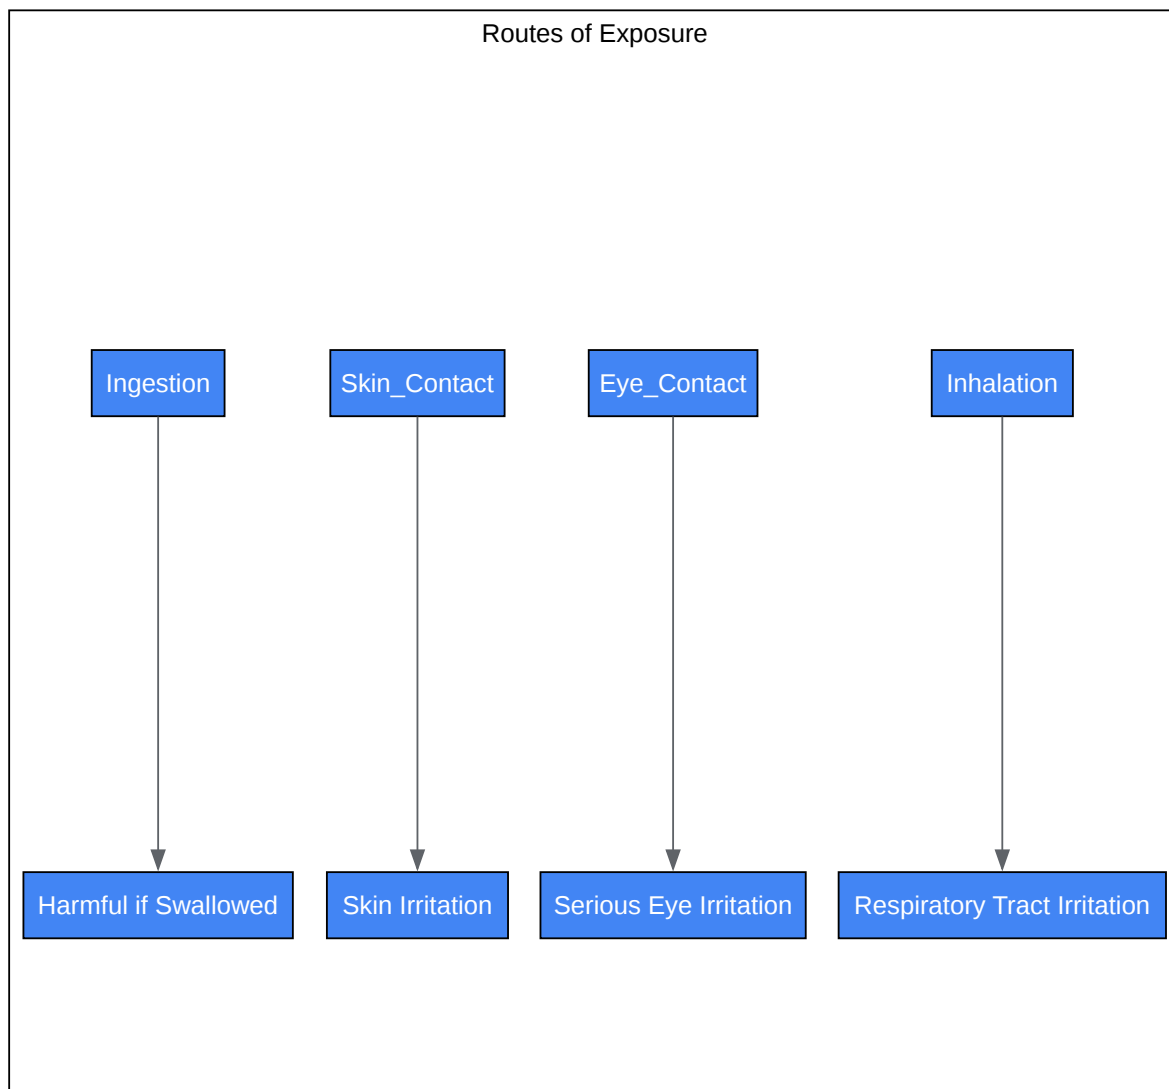 Routes of Exposure
Ingestion
Skin_Contact
Eye_Contact
Inhalation
Harmful if Swallowed
Skin Irritation
Serious Eye Irritation
Respiratory Tract Irritation